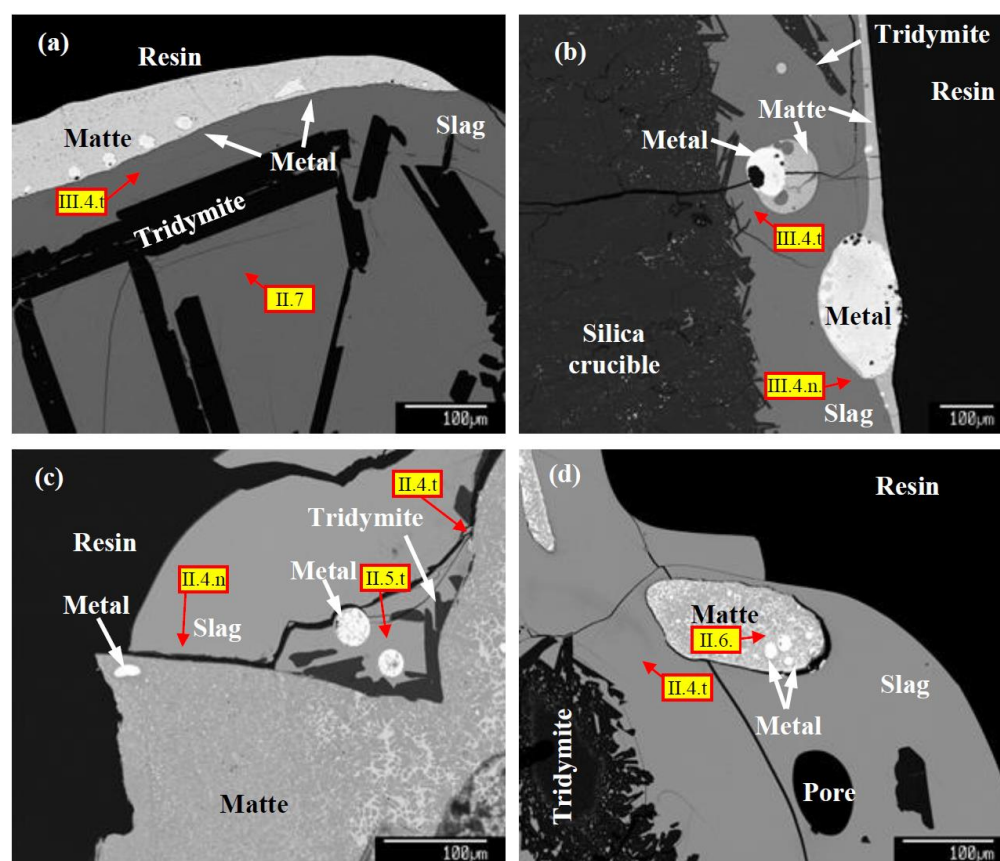 (a)
Resin
Matte
Slag
Metal
III.4.t
Tridymite
II.7
100μm
(b)
Tridymite
Resin
Matte
Metal
III.4.t
Metal
Silica
crucible
III.4.n.
Slag
100μm
(c)
II.4.t
Tridymite
Resin
Metal
II.5.t
II.4.n
Metal
Slag
Matte
100μm
(d)
Resin
Matte
II.6.
II.4.t
Slag
Metal
Tridymite
Pore
100μm